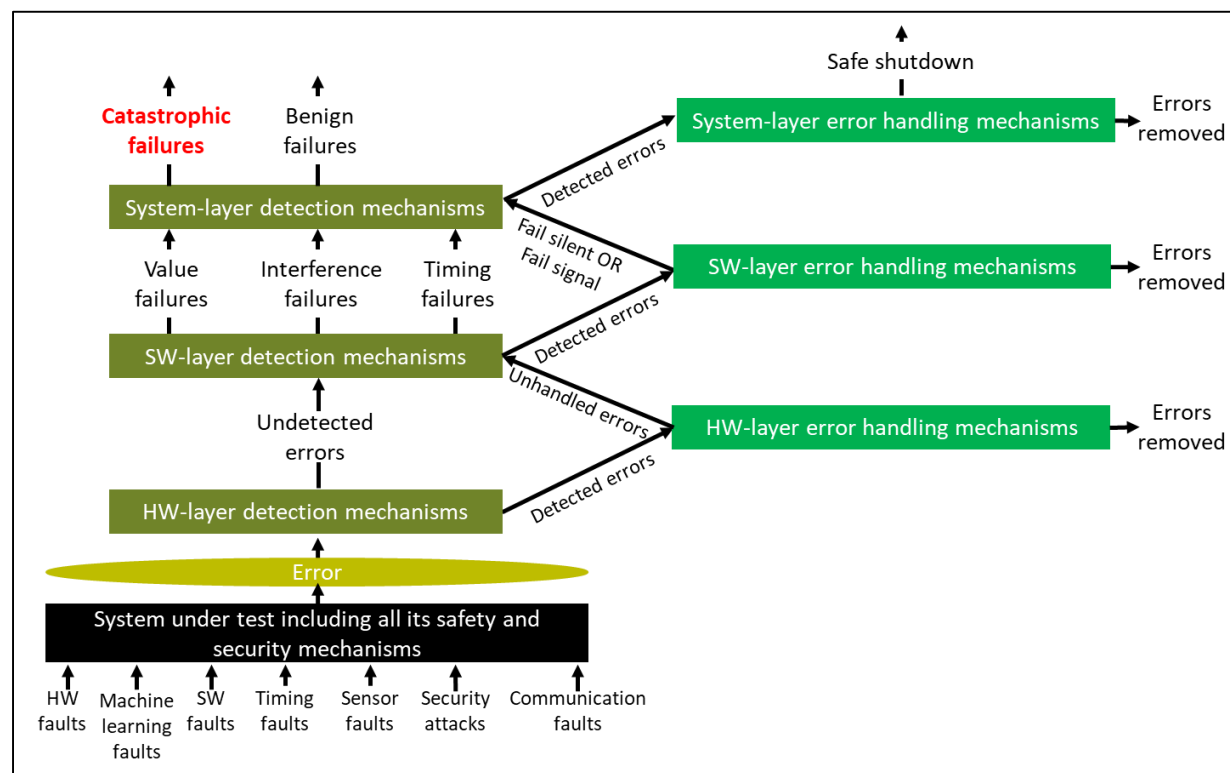 Safe shutdown
Catastrophic
failures
Benign
failures
System-layer error handling mechanisms
Errors
removed
Detected errors
System-layer detection mechanisms
Fail silent OR
Fail signal
Value
failures
Interference
failures
Timing
failures
SW-layer error handling mechanisms
Errors
removed
Detected errors
SW-layer detection mechanisms
Unhandled errors
Undetected
errors
HW-layer error handling mechanisms
Errors
removed
Detected errors
HW-layer detection mechanisms
Error
System under test including all its safety and
security mechanisms
HW
faults
Machine
learning
faults
SW
faults
Timing
faults
Sensor
faults
Security
attacks
Communication
faults